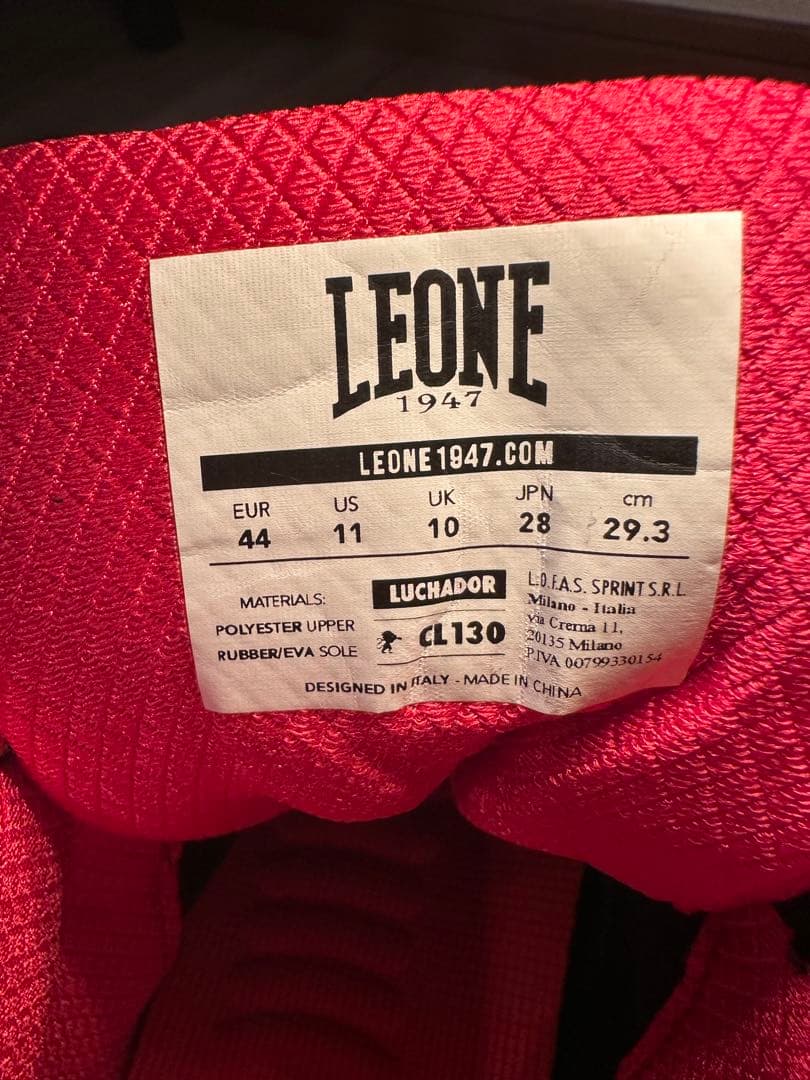 LEONE
1947
LEONE1947.COM
EUR US UK JPN cm
44 11 10 28 29.3
MATERIALS:
POLYESTER UPPER
RUBBER/EVA SOLE
LUCHADOR
CL130
L.O.F.A.S. SPRINT S.R.L.
Milano - Italia
via Crema 11,
20135 Milano
P.IVA 00799330154
DESIGNED IN ITALY - MADE IN CHINA